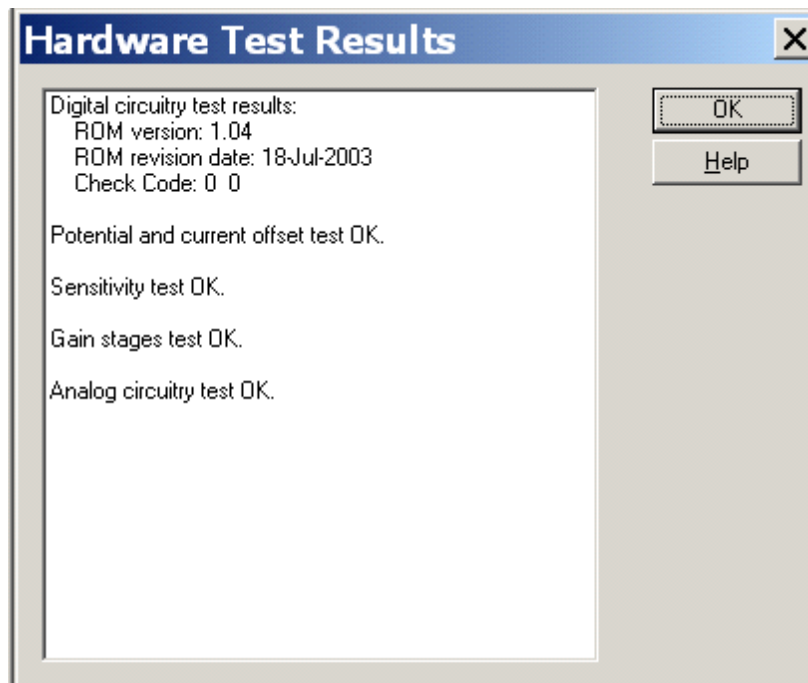 Hardware Test Results
Digital circuitry test results:
ROM version: 1.04
ROM revision date: 18-Jul-2003
Check Code: 0  0
Potential and current offset test OK.
Sensitivity test OK.
Gain stages test OK.
Analog circuitry test OK.
OK
Help